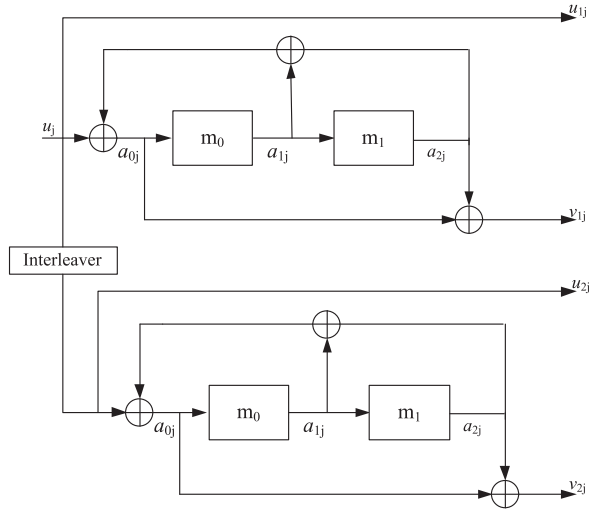 u1j
uj
a0j
m0
a1j
m1
a2j
v1j
Interleaver
u2j
a0j
m0
a1j
m1
a2j
v2j